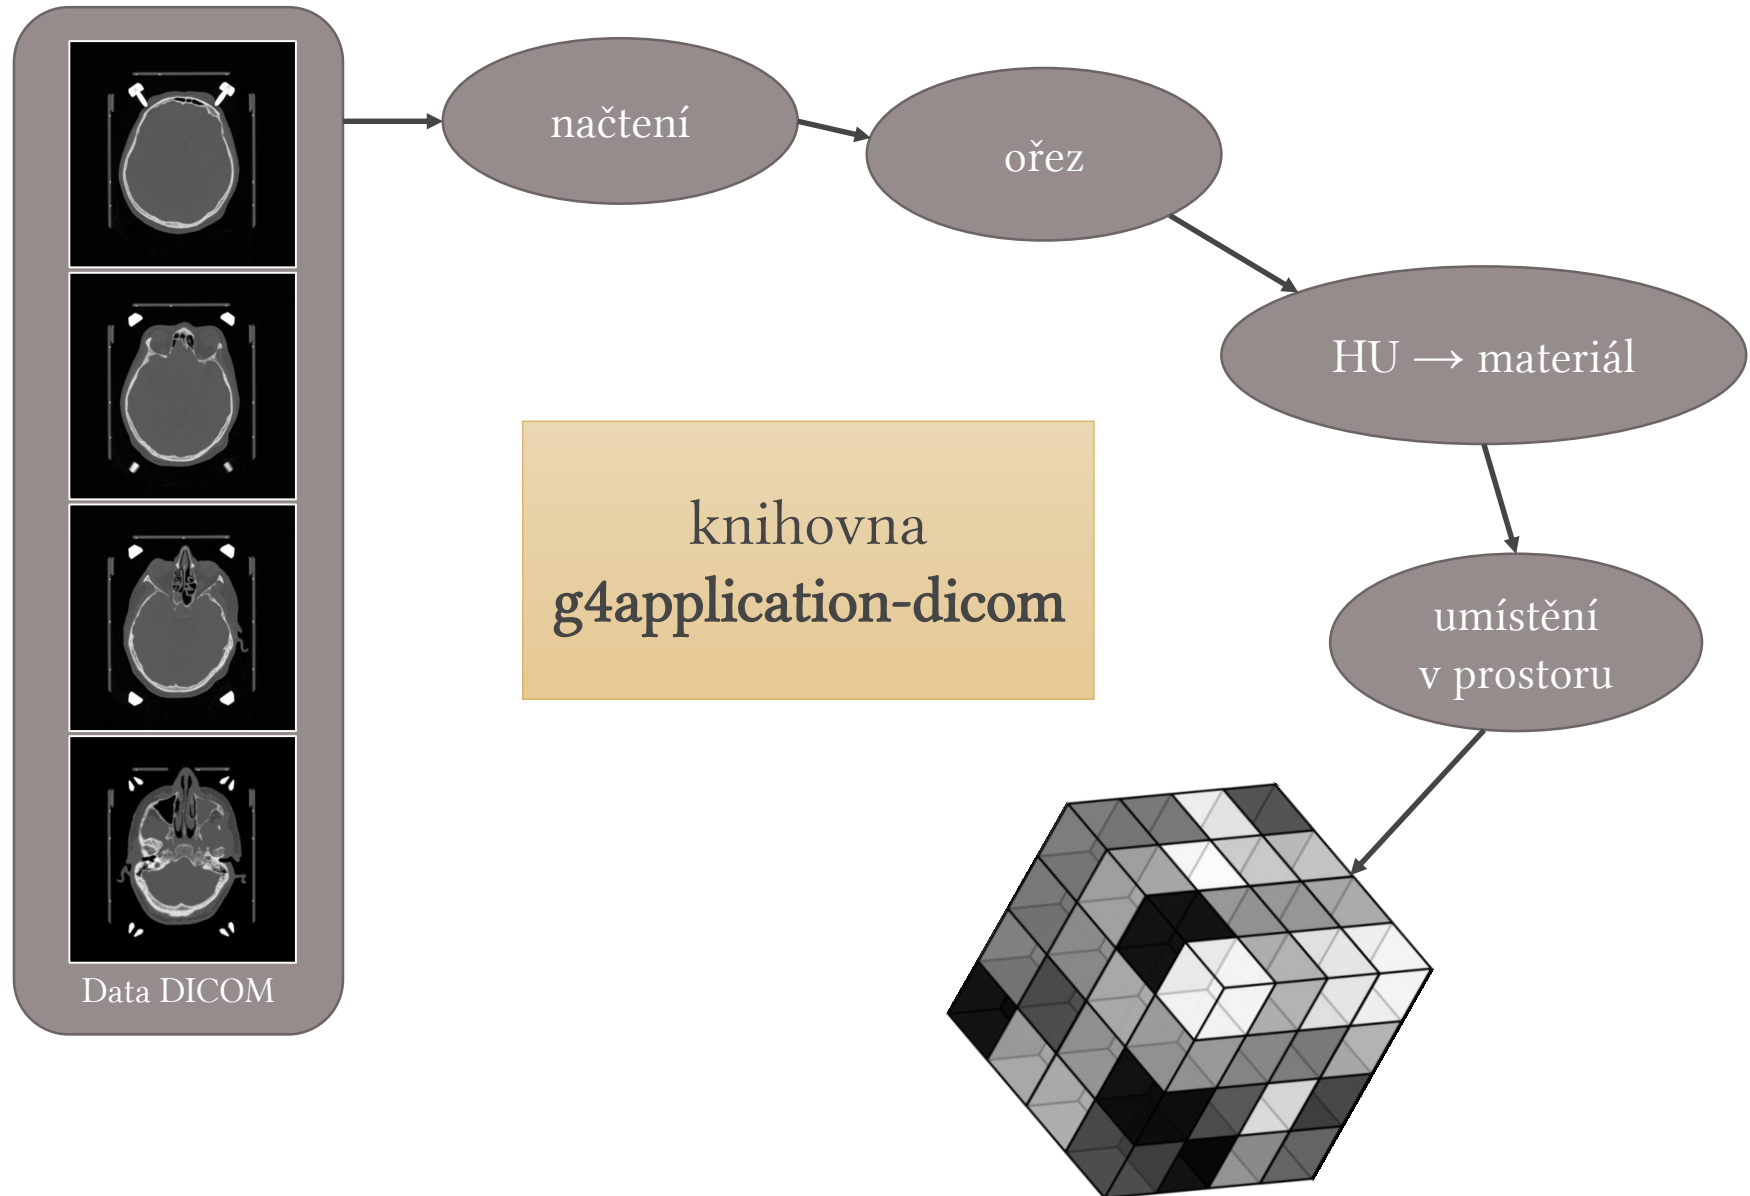 načtení
ořez
HU → materiál
knihovna
g4application-dicom
umístění
v prostoru
Data DICOM